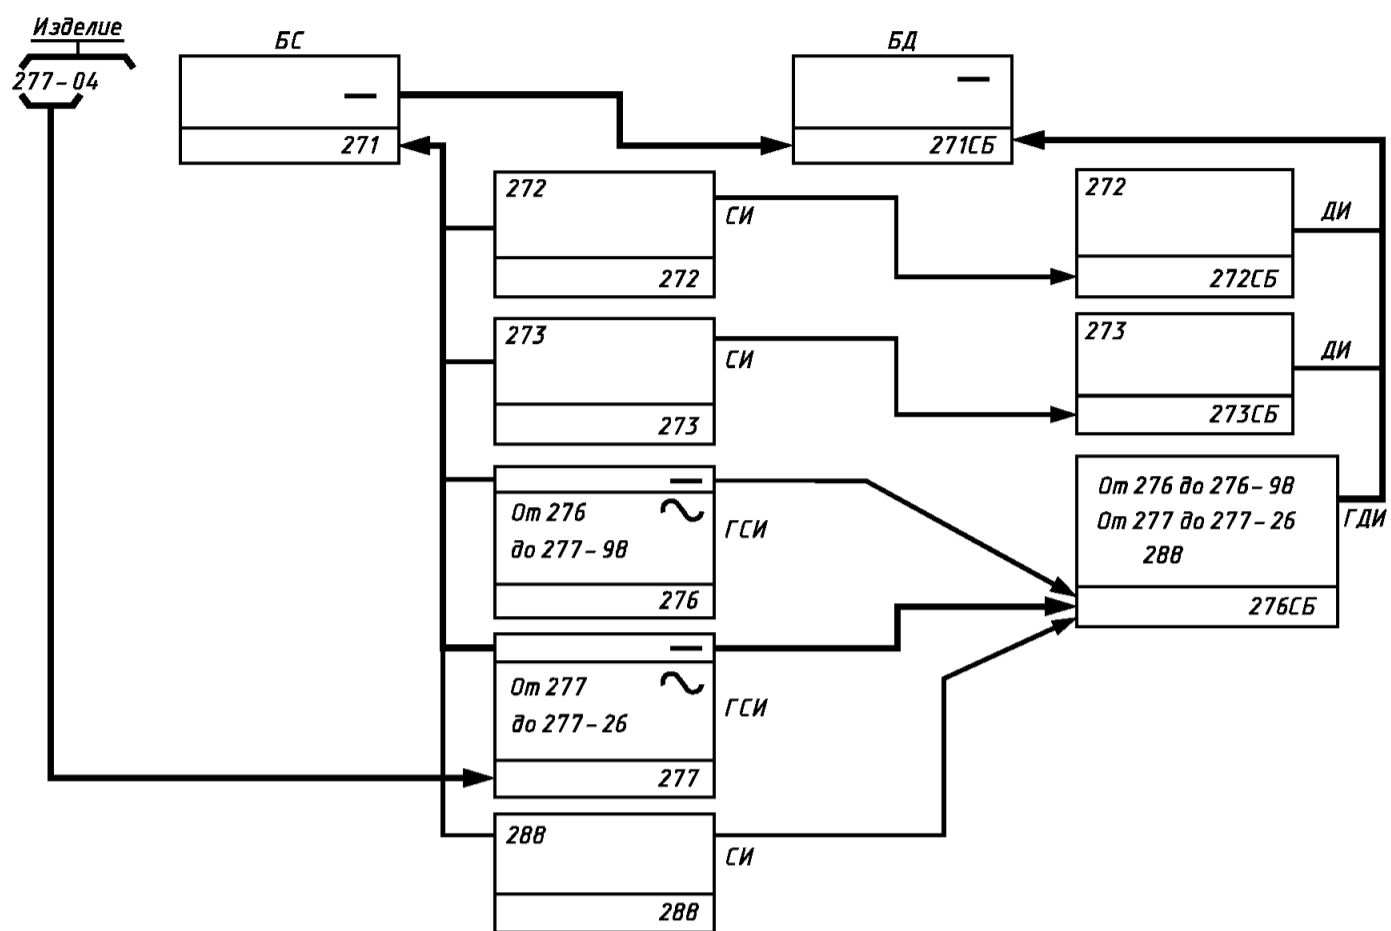 Изделие
277-04
БС
271
БД
271СБ
272
272
СИ
272
272СБ
ДИ
273
273
СИ
273
273СБ
ДИ
От 276
до 277-98
276
ГСИ
От 276 до 276-98
От 277 до 277-26
288
276СБ
ГДИ
От 277
до 277-26
277
ГСИ
288
288
СИ